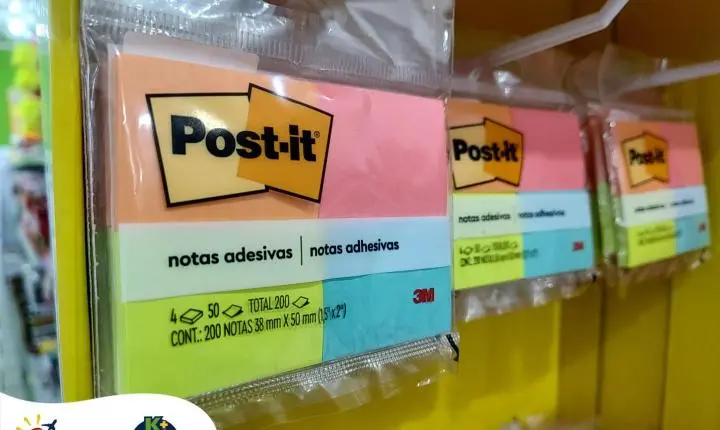 Post-it®
notas adesivas | notas adhesivas
4 50 TOTAL 200
CONT.: 200 NOTAS 38 mm X 50 mm (1,5" x 2")
3M
Post-it
notas adesivas notas adhesivas
3M
Post-it
K+